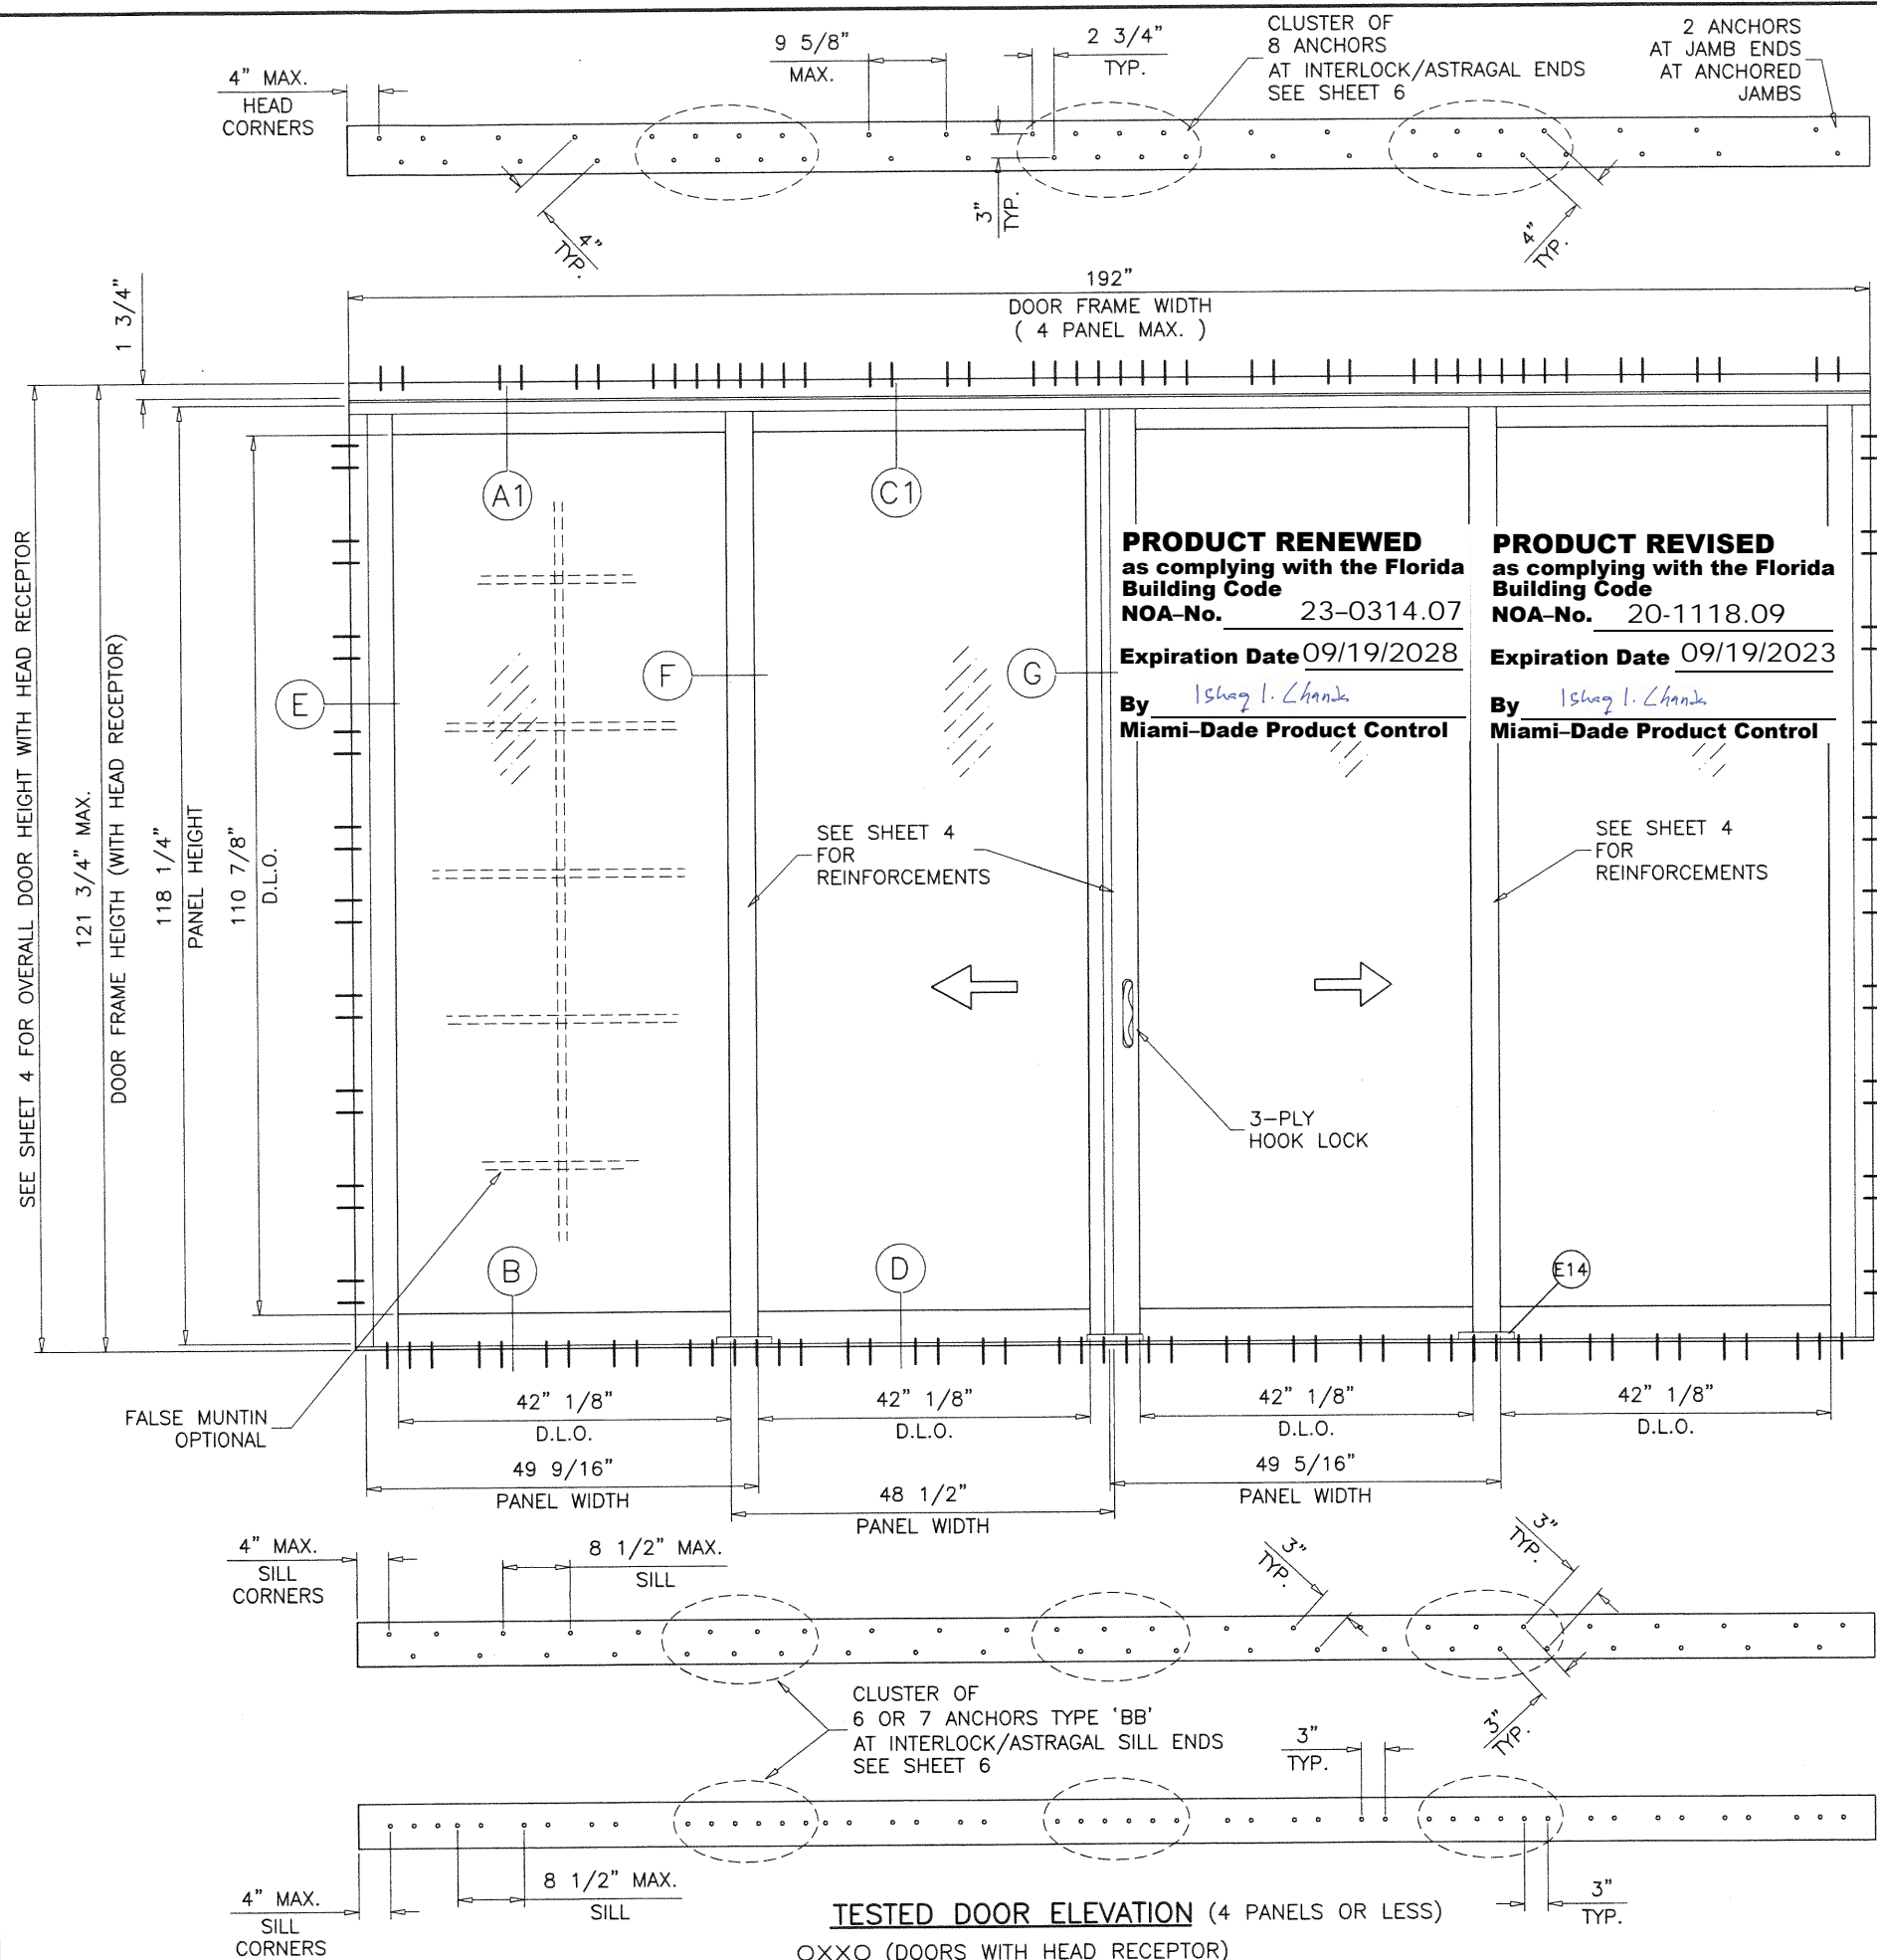 4" MAX.
HEAD
CORNERS
9 5/8"
MAX.
2 3/4"
TYP.
CLUSTER OF
8 ANCHORS
AT INTERLOCK/ASTRAGAL ENDS
SEE SHEET 6
2 ANCHORS
AT JAMB ENDS
AT ANCHORED
JAMBS
4"
TYP.
3"
TYP.
4"
TYP.
192"
DOOR FRAME WIDTH
( 4 PANEL MAX. )
1 3/4"
SEE SHEET 4 FOR OVERALL DOOR HEIGHT WITH HEAD RECEPTOR
121 3/4" MAX.
DOOR FRAME HEIGTH (WITH HEAD RECEPTOR)
118 1/4"
PANEL HEIGHT
110 7/8"
D.L.O.
A1
C1
E
F
G
PRODUCT RENEWED
as complying with the Florida
Building Code
NOA-No. 23-0314.07
Expiration Date 09/19/2028
By Ishaq I. Chanda
Miami-Dade Product Control
PRODUCT REVISED
as complying with the Florida
Building Code
NOA-No. 20-1118.09
Expiration Date 09/19/2023
By Ishaq I. Chanda
Miami-Dade Product Control
SEE SHEET 4
FOR
REINFORCEMENTS
SEE SHEET 4
FOR
REINFORCEMENTS
3-PLY
HOOK LOCK
B
D
E14
FALSE MUNTIN
OPTIONAL
42" 1/8"
D.L.O.
42" 1/8"
D.L.O.
42" 1/8"
D.L.O.
42" 1/8"
D.L.O.
49 9/16"
PANEL WIDTH
48 1/2"
PANEL WIDTH
49 5/16"
PANEL WIDTH
4" MAX.
SILL
CORNERS
8 1/2" MAX.
SILL
3"
TYP.
3"
TYP.
3"
TYP.
CLUSTER OF
6 OR 7 ANCHORS TYPE 'BB'
AT INTERLOCK/ASTRAGAL SILL ENDS
SEE SHEET 6
3"
TYP.
4" MAX.
SILL
CORNERS
8 1/2" MAX.
SILL
3"
TYP.
TESTED DOOR ELEVATION (4 PANELS OR LESS)
OXXO (DOORS WITH HEAD RECEPTOR)